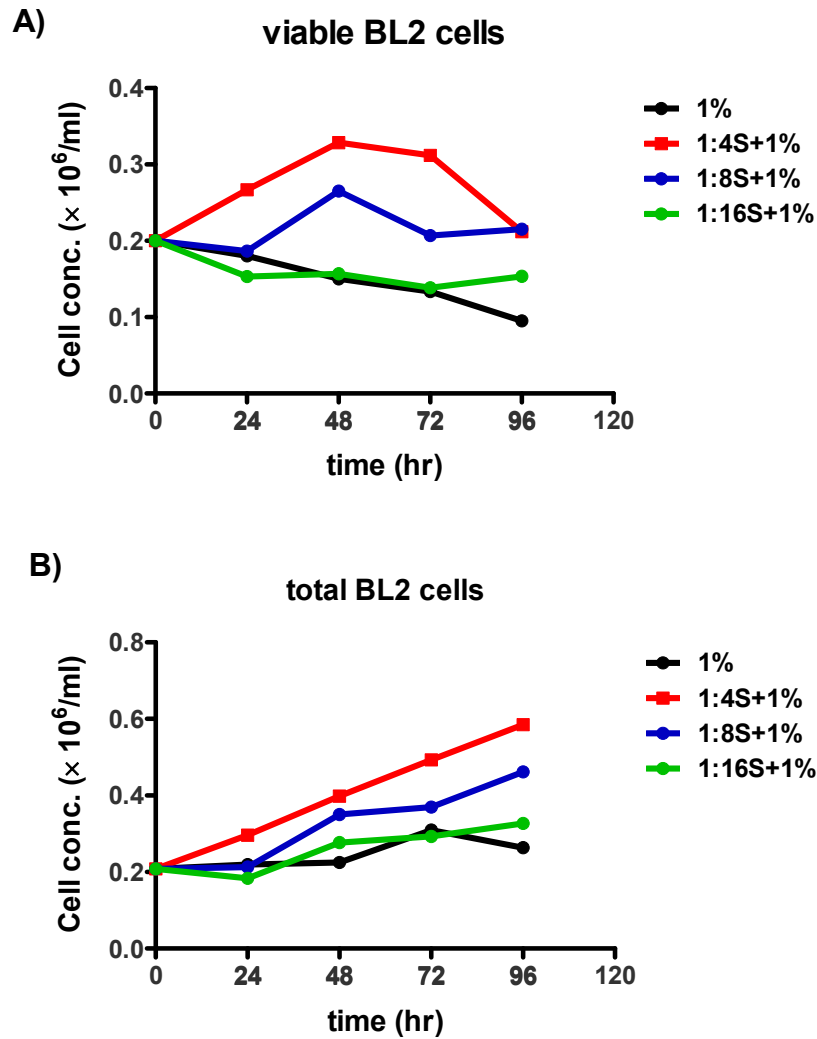 A)
viable BL2 cells
Cell conc. (× 10⁶/ml)
0.4
0.3
0.2
0.1
0.0
0 24 48 72 96 120
time (hr)
1%
1:4S+1%
1:8S+1%
1:16S+1%
B)
total BL2 cells
Cell conc. (× 10⁶/ml)
0.8
0.6
0.4
0.2
0.0
0 24 48 72 96 120
time (hr)
1%
1:4S+1%
1:8S+1%
1:16S+1%